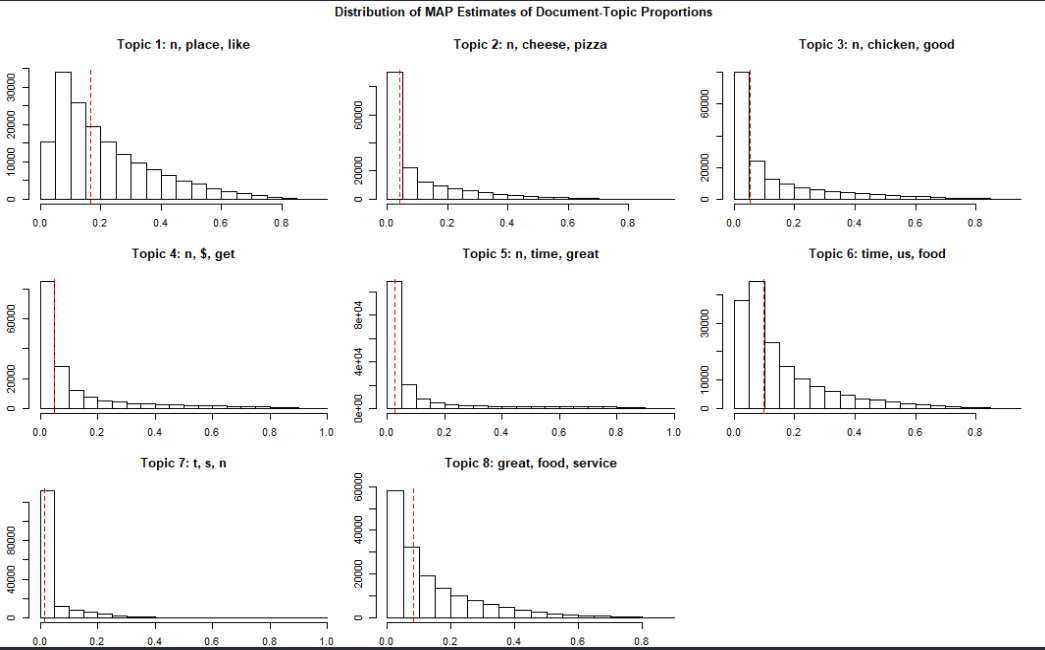 Distribution of MAP Estimates of Document-Topic Proportions
Topic 1: n, place, like
0 10000 20000 30000
0.0 0.2 0.4 0.6 0.8
Topic 2: n, cheese, pizza
0 20000 60000
0.0 0.2 0.4 0.6 0.8
Topic 3: n, chicken, good
0 20000 60000
0.0 0.2 0.4 0.6 0.8
Topic 4: n, $, get
0 20000 60000
0.0 0.2 0.4 0.6 0.8 1.0
Topic 5: n, time, great
0e+00 4e+04 8e+04
0.0 0.2 0.4 0.6 0.8 1.0
Topic 6: time, us, food
0 10000 30000
0.0 0.2 0.4 0.6 0.8
Topic 7: t, s, n
0 40000 80000
0.0 0.2 0.4 0.6 0.8 1.0
Topic 8: great, food, service
0 20000 40000 60000
0.0 0.2 0.4 0.6 0.8